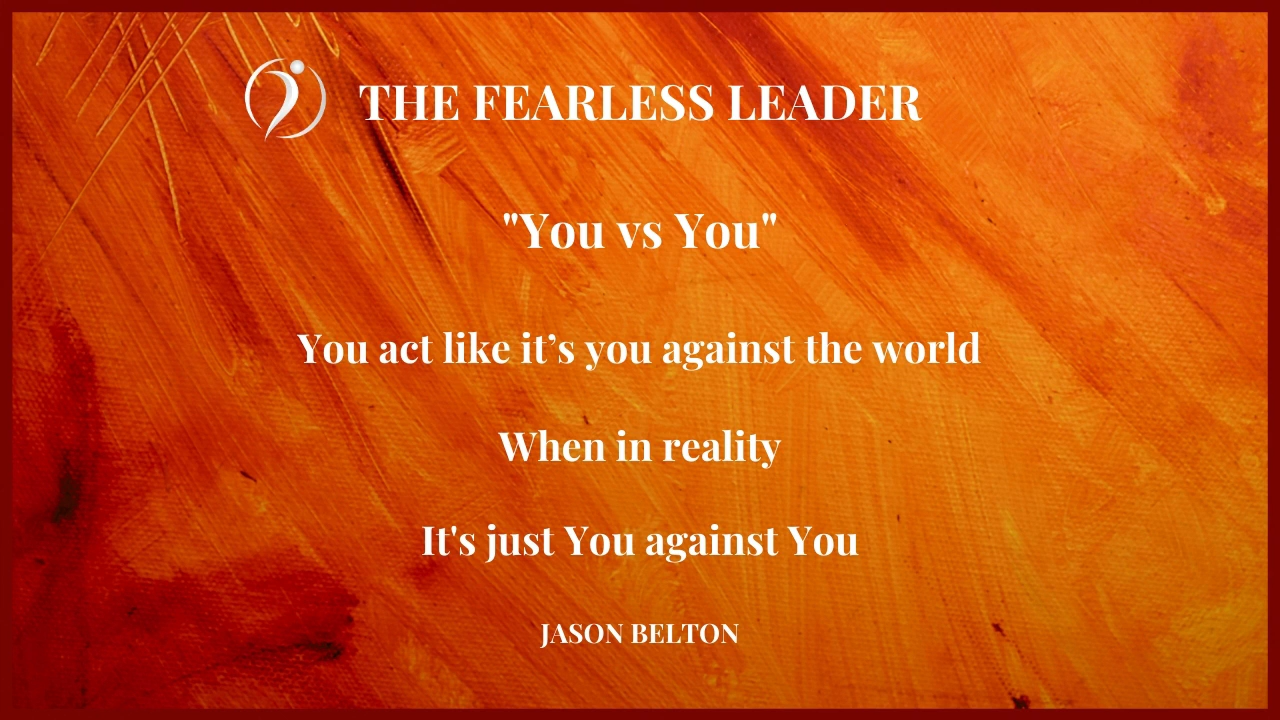 THE FEARLESS LEADER
"You vs You"
You act like it’s you against the world
When in reality
It's just You against You
JASON BELTON